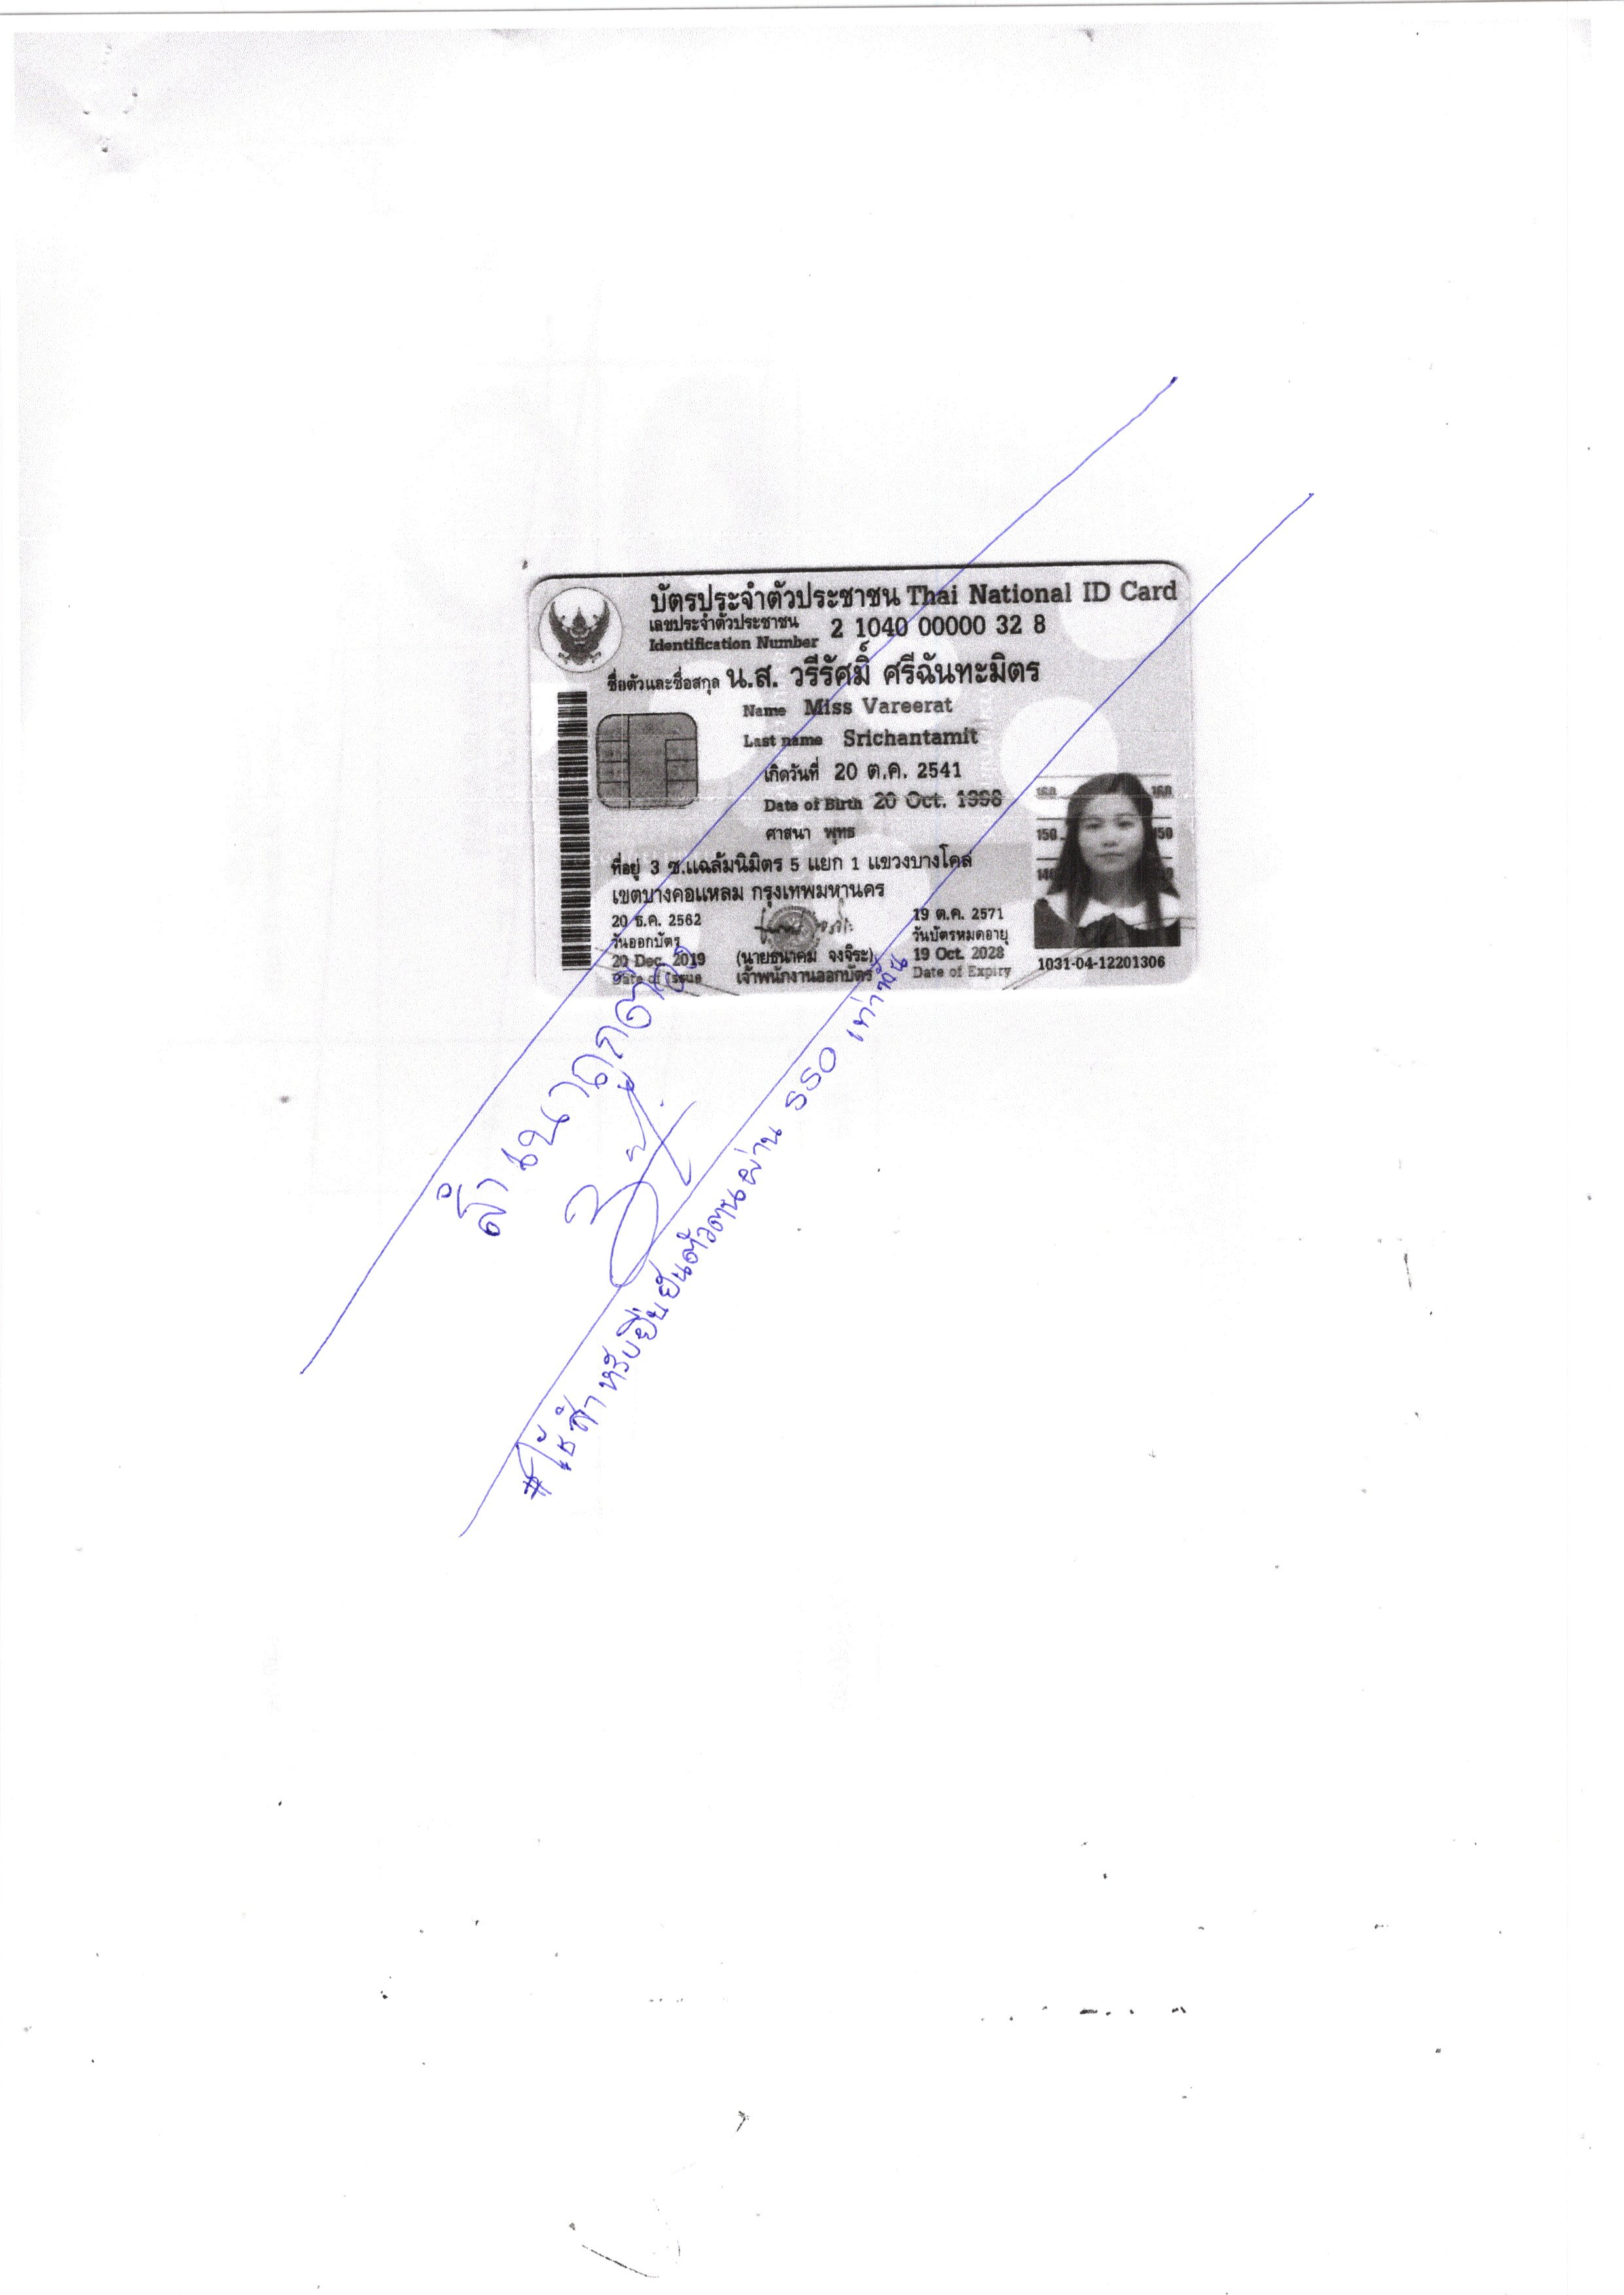 บัตรประจำตัวประชาชน Thai National ID Card
เลขประจำตัวประชาชน
Identification Number 2 1040 00000 32 8
ชื่อตัวและชื่อสกุล น.ส. วรีรัศมิ์ ศรีฉันทะมิตร
Name Miss Vareerat
Last name Srichantamit
เกิดวันที่ 20 ต.ค. 2541
Date of Birth 20 Oct. 1998
ศาสนา พุทธ
ที่อยู่ 3 ซ.แฉล้มนิมิตร 5 แยก 1 แขวงบางโคล่
เขตบางคอแหลม กรุงเทพมหานคร
20 ธ.ค. 2562
วันออกบัตร
20 Dec. 2019
Date of Issue
(นายธนาคม จงจิระ)
เจ้าพนักงานออกบัตร
19 ต.ค. 2571
วันบัตรหมดอายุ
19 Oct. 2028
Date of Expiry
160 160
150 150
140
1031-04-12201306
สำเนาถูกต้อง
#ใช้สำหรับยืนยันตัวตนผ่าน SSO เท่านั้น